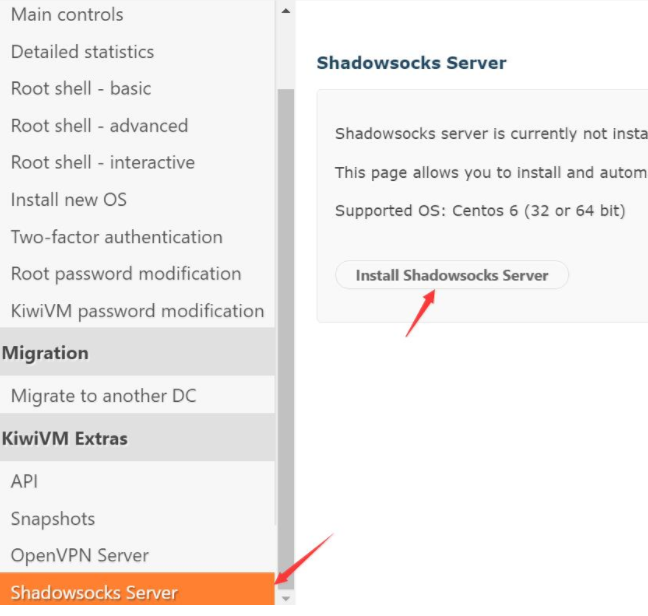 Main controls
Detailed statistics
Root shell - basic
Root shell - advanced
Root shell - interactive
Install new OS
Two-factor authentication
Root password modification
KiwiVM password modification
Migration
Migrate to another DC
KiwiVM Extras
API
Snapshots
OpenVPN Server
Shadowsocks Server
Shadowsocks Server
Shadowsocks server is currently not insta
This page allows you to install and autom
Supported OS: Centos 6 (32 or 64 bit)
Install Shadowsocks Server